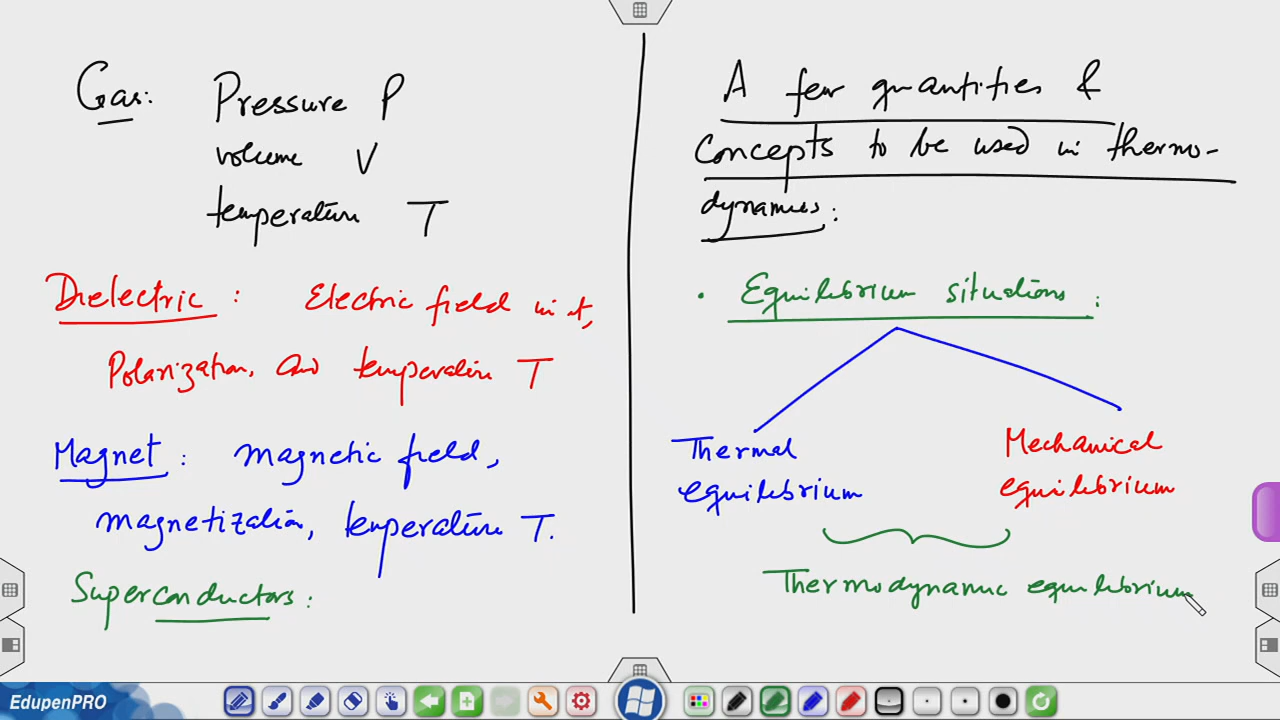 Gas: Pressure P
volume V
temperature T
Dielectric : Electric field in it,
Polarization, and temperature T
Magnet : magnetic field,
magnetization, temperature T.
Superconductors :
A few quantities &
concepts to be used in thermo-
dynamics :
• Equilibrium situations :
Thermal
equilibrium
Mechanical
equilibrium
Thermodynamic equilibrium
EdupenPRO